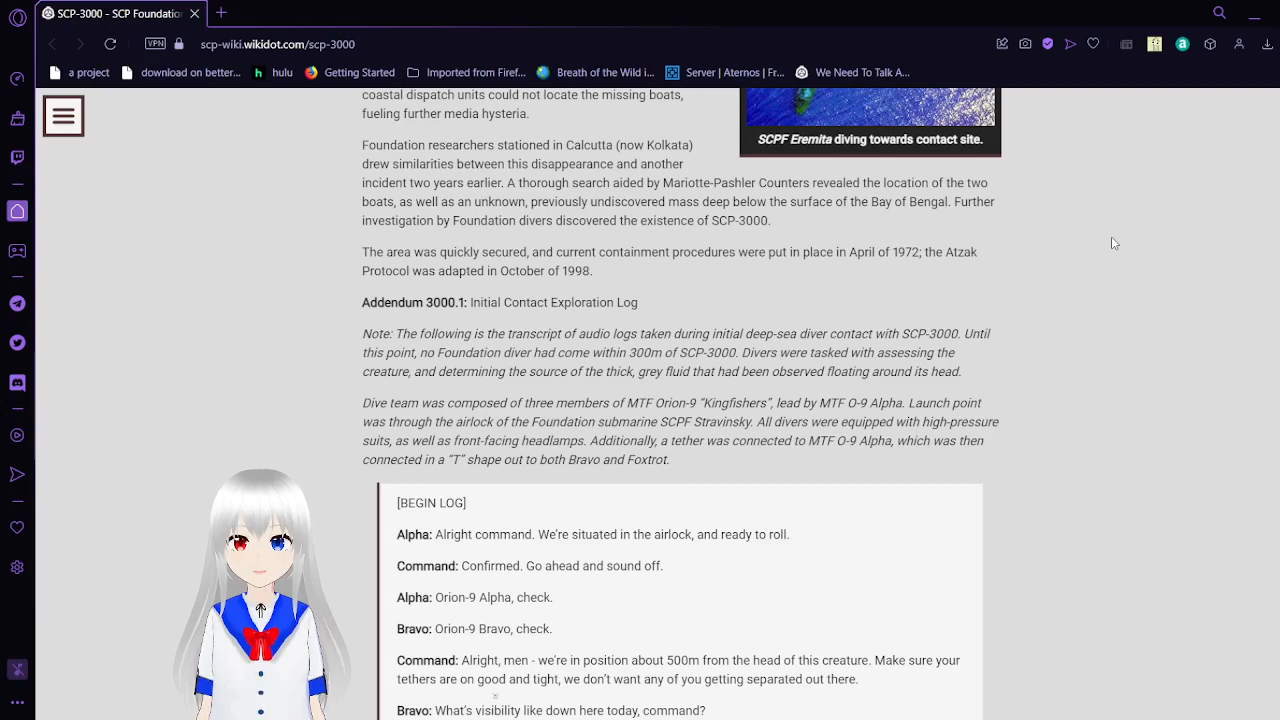 SCP-3000 - SCP Foundation
VPN
scp-wiki.wikidot.com/scp-3000
a project
download on better...
hulu
Getting Started
Imported from Firef...
Breath of the Wild i...
Server | Aternos | Fr...
We Need To Talk A...
coastal dispatch units could not locate the missing boats,
fueling further media hysteria.
SCPF Eremita diving towards contact site.
Foundation researchers stationed in Calcutta (now Kolkata)
drew similarities between this disappearance and another
incident two years earlier. A thorough search aided by Mariotte-Pashler Counters revealed the location of the two
boats, as well as an unknown, previously undiscovered mass deep below the surface of the Bay of Bengal. Further
investigation by Foundation divers discovered the existence of SCP-3000.
The area was quickly secured, and current containment procedures were put in place in April of 1972; the Atzak
Protocol was adapted in October of 1998.
Addendum 3000.1: Initial Contact Exploration Log
Note: The following is the transcript of audio logs taken during initial deep-sea diver contact with SCP-3000. Until
this point, no Foundation diver had come within 300m of SCP-3000. Divers were tasked with assessing the
creature, and determining the source of the thick, grey fluid that had been observed floating around its head.
Dive team was composed of three members of MTF Orion-9 "Kingfishers", lead by MTF O-9 Alpha. Launch point
was through the airlock of the Foundation submarine SCPF Stravinsky. All divers were equipped with high-pressure
suits, as well as front-facing headlamps. Additionally, a tether was connected to MTF O-9 Alpha, which was then
connected in a "T" shape out to both Bravo and Foxtrot.
[BEGIN LOG]
Alpha: Alright command. We're situated in the airlock, and ready to roll.
Command: Confirmed. Go ahead and sound off.
Alpha: Orion-9 Alpha, check.
Bravo: Orion-9 Bravo, check.
Command: Alright, men - we're in position about 500m from the head of this creature. Make sure your
tethers are on good and tight, we don't want any of you getting separated out there.
Bravo: What's visibility like down here today, command?